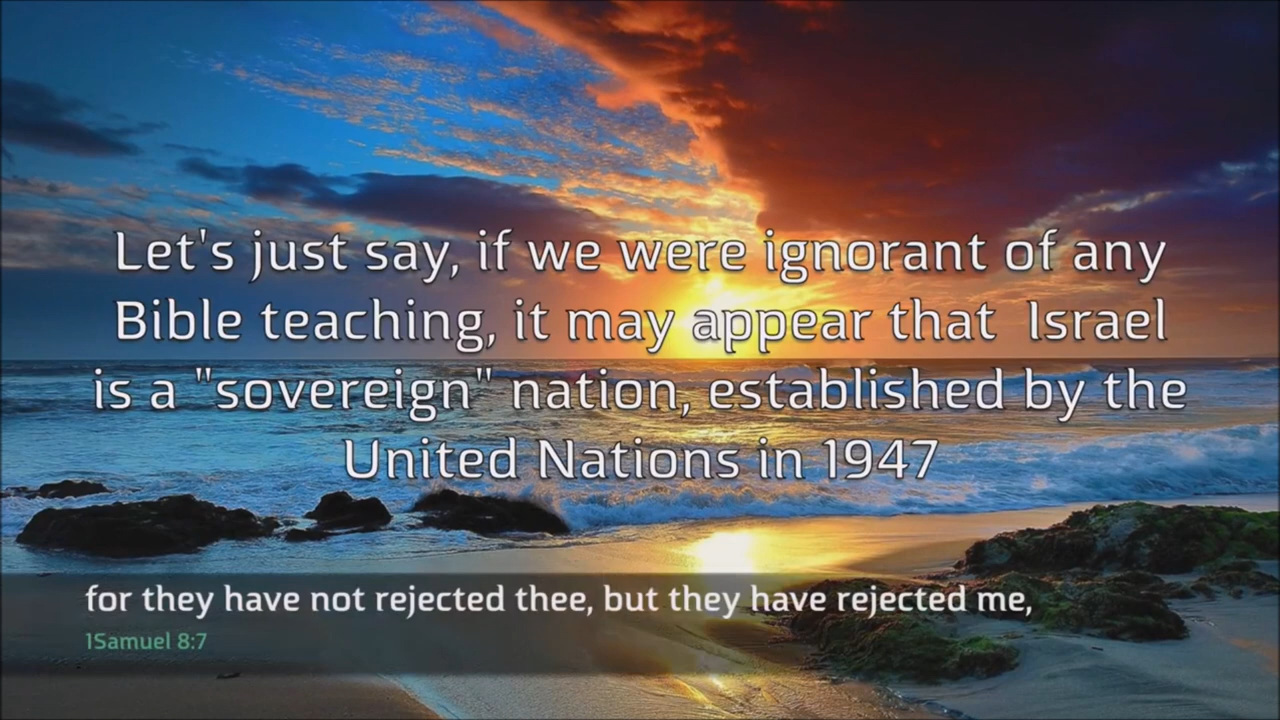 Let's just say, if we were ignorant of any
Bible teaching, it may appear that  Israel
is a "sovereign" nation, established by the
United Nations in 1947
for they have not rejected thee, but they have rejected me,
1Samuel 8:7